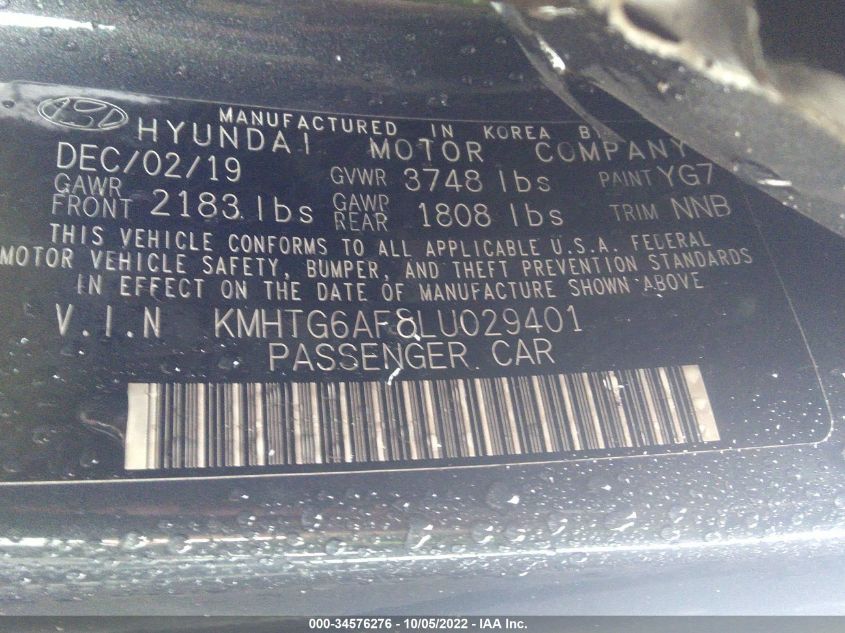 MANUFACTURED IN KOREA BY
HYUNDAI MOTOR COMPANY
DEC/02/19 GVWR 3748 lbs PAINT YG7
GAWR FRONT 2183 lbs GAWR REAR 1808 lbs TRIM NNB
THIS VEHICLE CONFORMS TO ALL APPLICABLE U.S.A. FEDERAL
MOTOR VEHICLE SAFETY, BUMPER, AND THEFT PREVENTION STANDARDS
IN EFFECT ON THE DATE OF MANUFACTURE SHOWN ABOVE.
V.I.N KMHTG6AF8LU029401
PASSENGER CAR
000-34576276 - 10/05/2022 - IAA Inc.